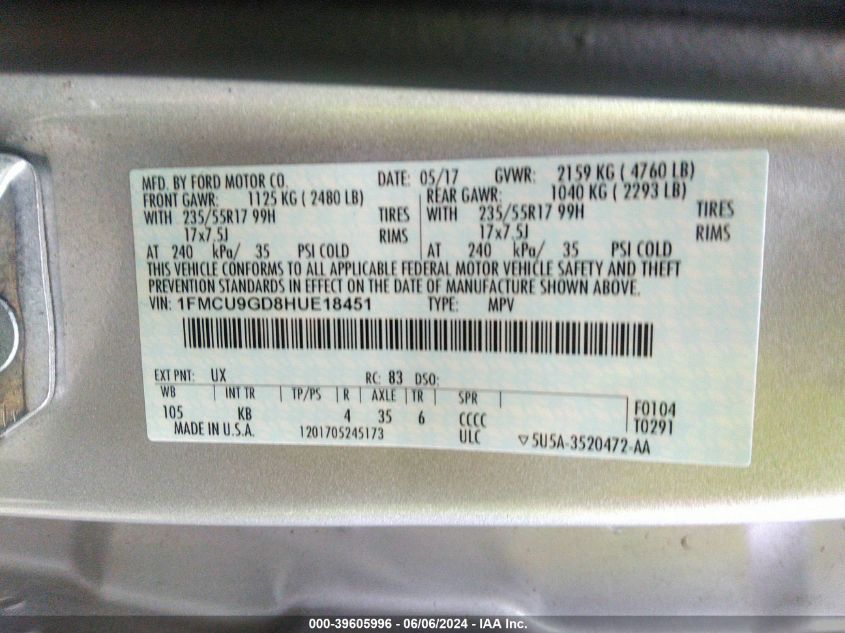 MFD. BY FORD MOTOR CO. DATE: 05/17 GVWR: 2159 KG ( 4760 LB)
FRONT GAWR: 1125 KG ( 2480 LB) REAR GAWR: 1040 KG ( 2293 LB)
WITH 235/55R17 99H TIRES WITH 235/55R17 99H TIRES
17x7.5J RIMS 17x7.5J RIMS
AT 240 kPa/ 35 PSI COLD AT 240 kPa/ 35 PSI COLD
THIS VEHICLE CONFORMS TO ALL APPLICABLE FEDERAL MOTOR VEHICLE SAFETY AND THEFT
PREVENTION STANDARDS IN EFFECT ON THE DATE OF MANUFACTURE SHOWN ABOVE.
VIN: 1FMCU9GD8HUE18451 TYPE: MPV
EXT PNT: UX RC: 83 DSO:
WB INT TR TP/PS R AXLE TR SPR
105 KB 4 35 6 CCCC F0104
MADE IN U.S.A. 1201705245173 ULC T0291
▽5U5A-3520472-AA
000-39605996 - 06/06/2024 - IAA Inc.